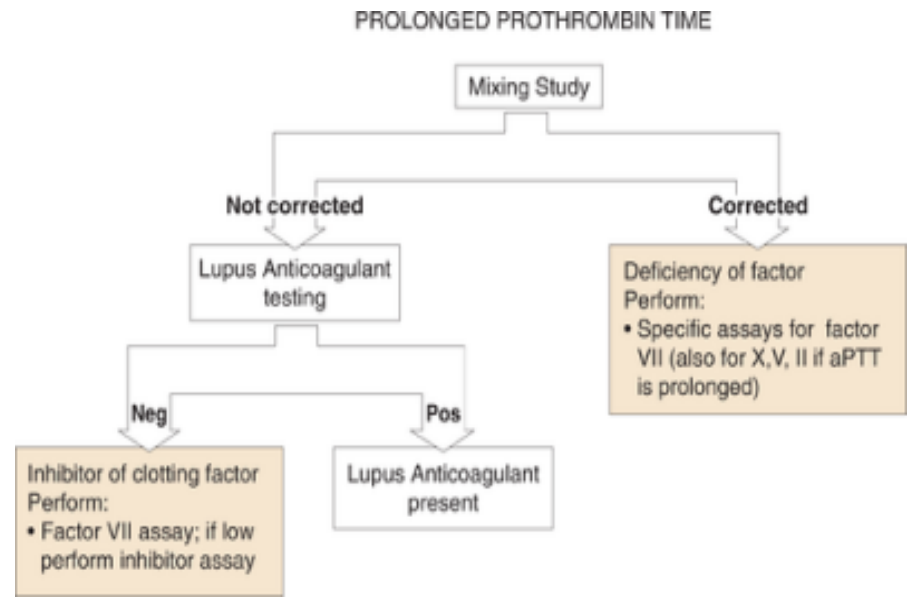 PROLONGED PROTHROMBIN TIME
Mixing Study
Not corrected
Corrected
Lupus Anticoagulant
testing
Deficiency of factor
Perform:
• Specific assays for factor
VII (also for X,V, II if aPTT
is prolonged)
Neg
Pos
Inhibitor of clotting factor
Perform:
• Factor VII assay; if low
perform inhibitor assay
Lupus Anticoagulant
present